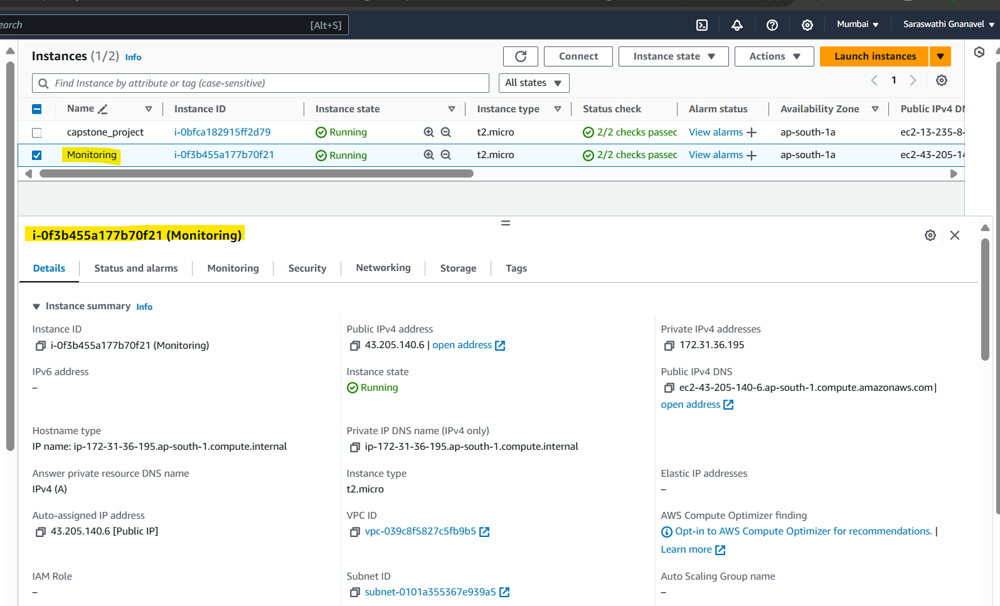 earch [Alt+S] Mumbai Saraswathi Gnanavel
Instances (1/2) Info Connect Instance state Actions Launch instances
Find Instance by attribute or tag (case-sensitive) All states 1
Name Instance ID Instance state Instance type Status check Alarm status Availability Zone Public IPv4 DN
capstone_project i-0bfca182915ff2d79 Running t2.micro 2/2 checks passec View alarms + ap-south-1a ec2-13-235-8-
Monitoring i-0f3b455a177b70f21 Running t2.micro 2/2 checks passec View alarms + ap-south-1a ec2-43-205-14
i-0f3b455a177b70f21 (Monitoring)
Details Status and alarms Monitoring Security Networking Storage Tags
Instance summary Info
Instance ID Public IPv4 address Private IPv4 addresses
i-0f3b455a177b70f21 (Monitoring) 43.205.140.6 | open address 172.31.36.195
IPv6 address Instance state Public IPv4 DNS
– Running ec2-43-205-140-6.ap-south-1.compute.amazonaws.com |
open address
Hostname type Private IP DNS name (IPv4 only)
IP name: ip-172-31-36-195.ap-south-1.compute.internal ip-172-31-36-195.ap-south-1.compute.internal
Answer private resource DNS name Instance type Elastic IP addresses
IPv4 (A) t2.micro –
Auto-assigned IP address VPC ID AWS Compute Optimizer finding
43.205.140.6 [Public IP] vpc-039c8f5827c5fb9b5 Opt-in to AWS Compute Optimizer for recommendations. |
Learn more
IAM Role Subnet ID Auto Scaling Group name
– subnet-0101a355367e939a5 –